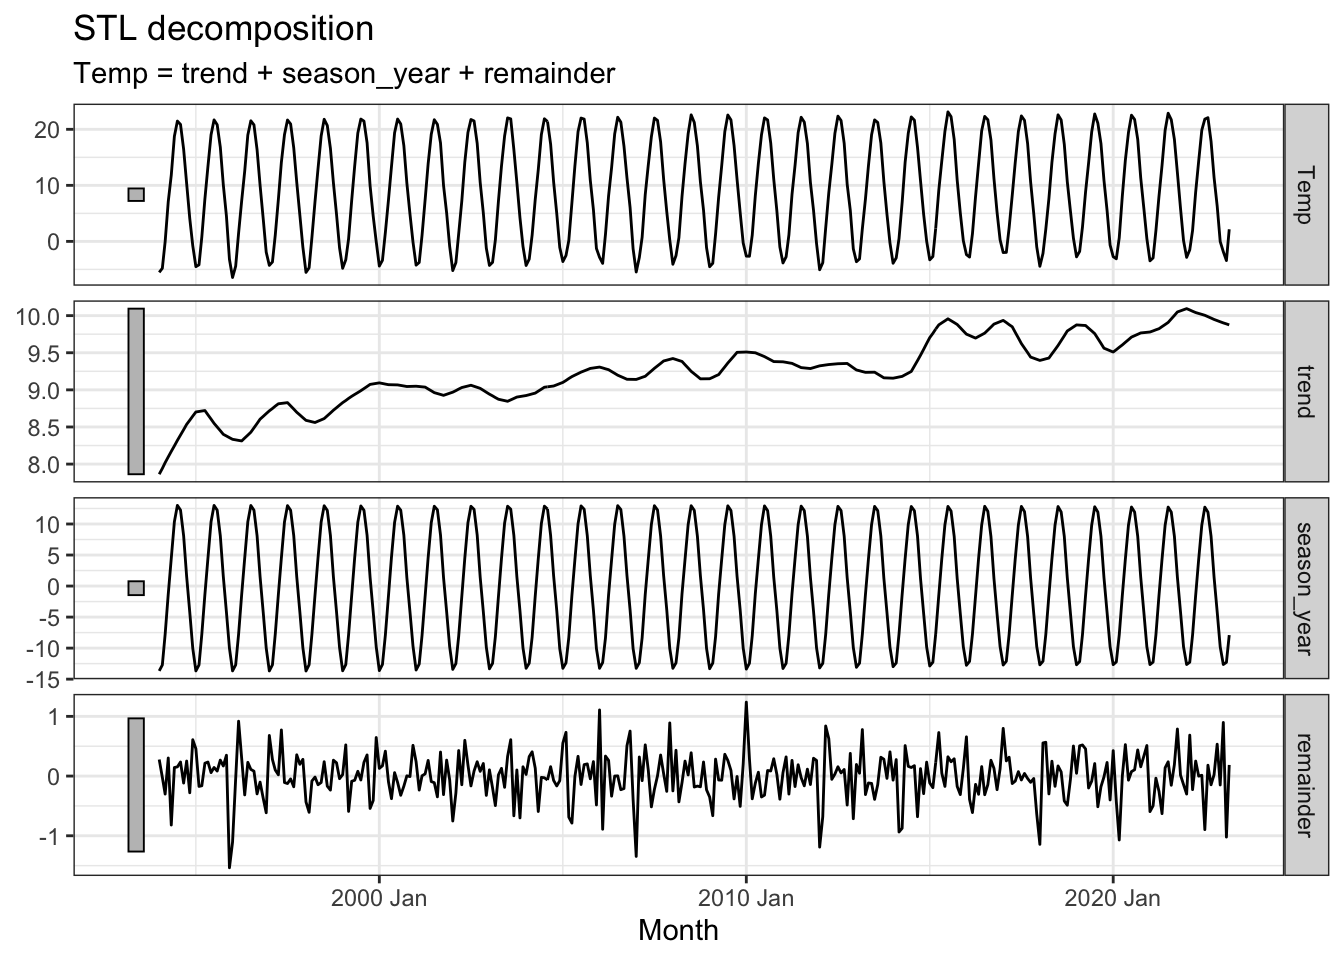 STL decomposition
Temp = trend + season_year + remainder
20
10
0
Temp
10.0
9.5
9.0
8.5
8.0
trend
10
5
0
-5
-10
-15
season_year
1
0
-1
remainder
2000 Jan
2010 Jan
2020 Jan
Month